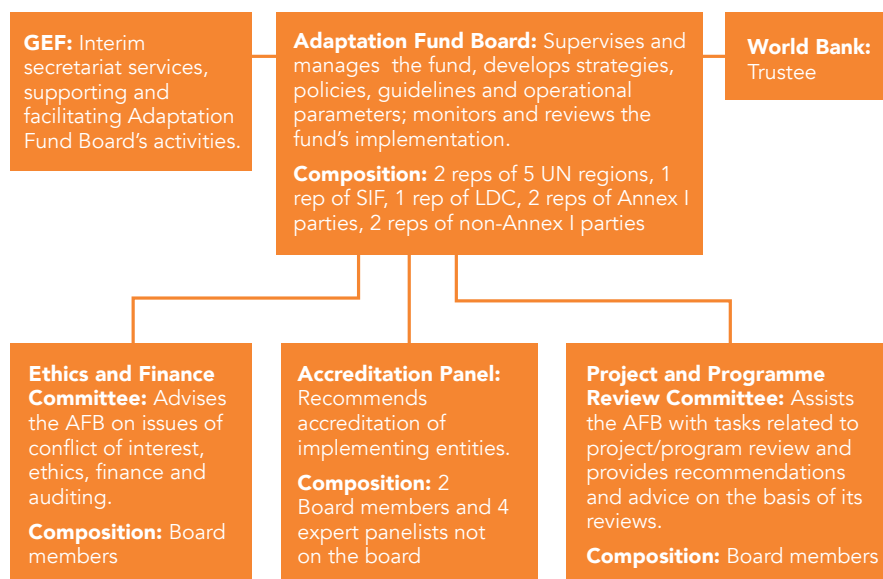 GEF: Interim
secretariat services,
supporting and
facilitating Adaptation
Fund Board's activities.
Adaptation Fund Board: Supervises and
manages the fund, develops strategies,
policies, guidelines and operational
parameters; monitors and reviews the
fund's implementation.
Composition: 2 reps of 5 UN regions, 1
rep of SIF, 1 rep of LDC, 2 reps of Annex I
parties, 2 reps of non-Annex I parties
World Bank:
Trustee
Ethics and Finance
Committee: Advises
the AFB on issues of
conflict of interest,
ethics, finance and
auditing.
Composition: Board
members
Accreditation Panel:
Recommends
accreditation of
implementing entities.
Composition: 2
Board members and 4
expert panelists not
on the board
Project and Programme
Review Committee: Assists
the AFB with tasks related to
project/program review and
provides recommendations
and advice on the basis of its
reviews.
Composition: Board members